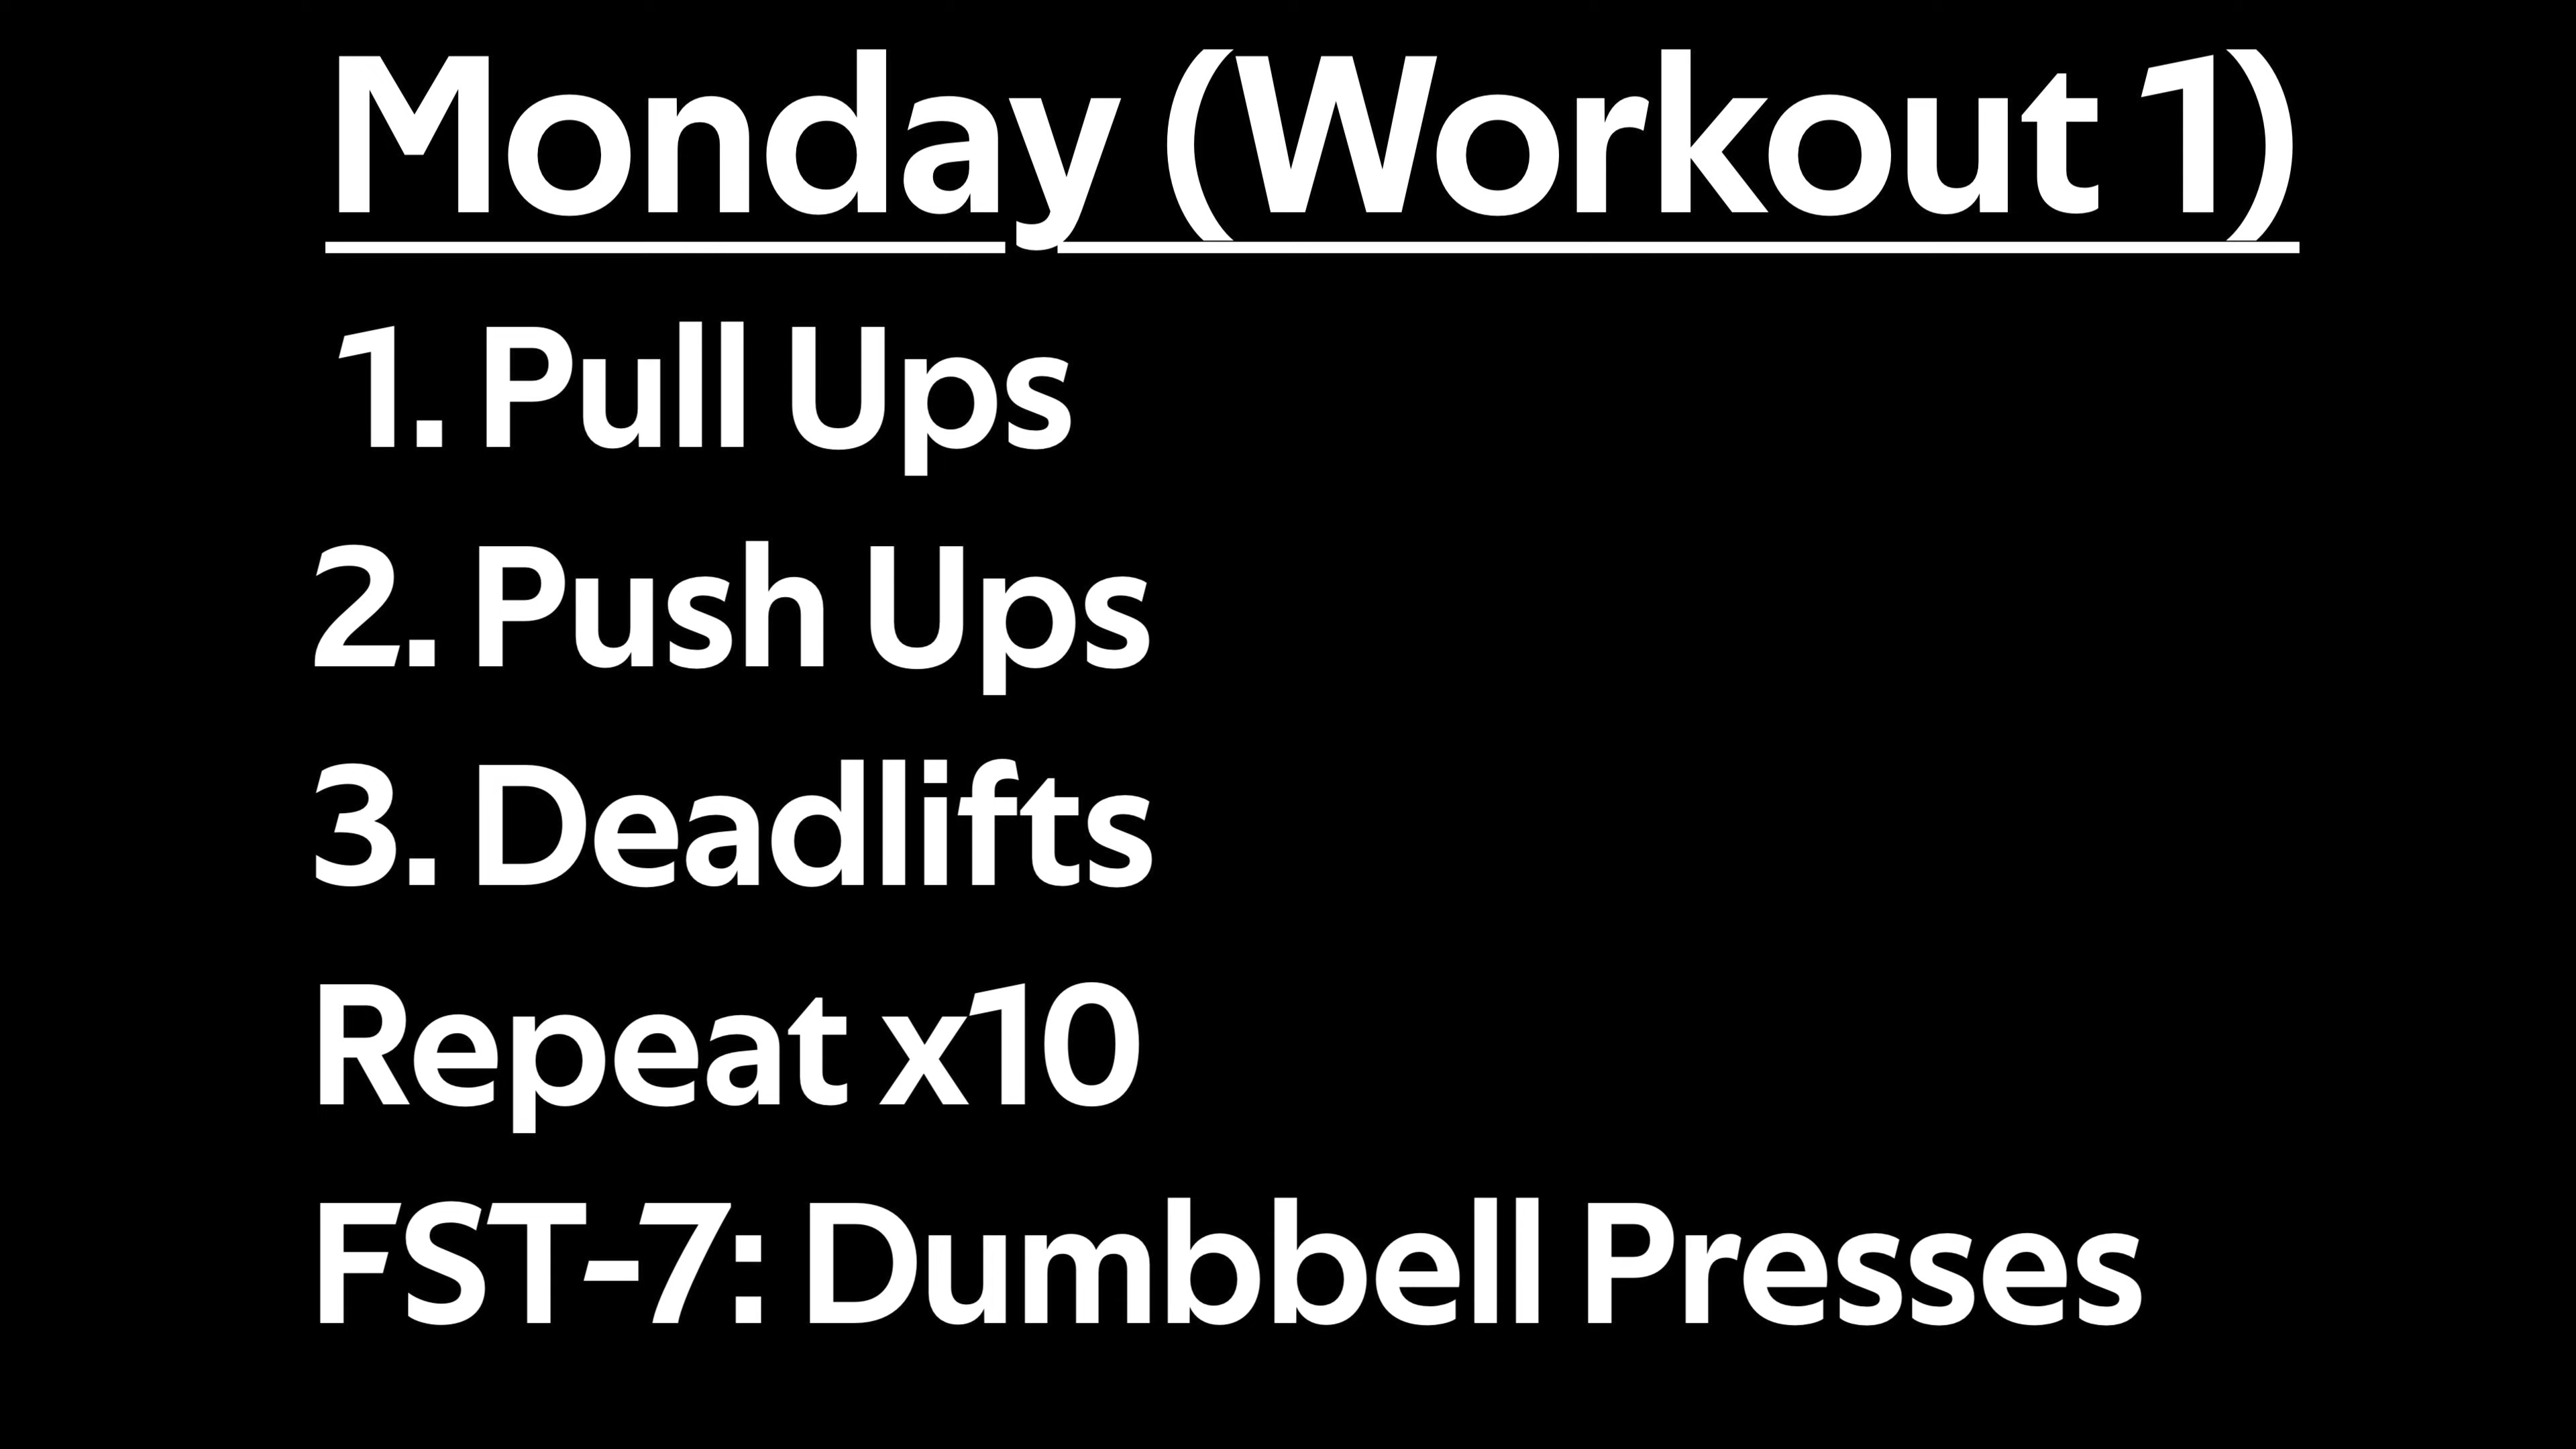 Monday (Workout 1)
1. Pull Ups
2. Push Ups
3. Deadlifts
Repeat x10
FST-7: Dumbbell Presses